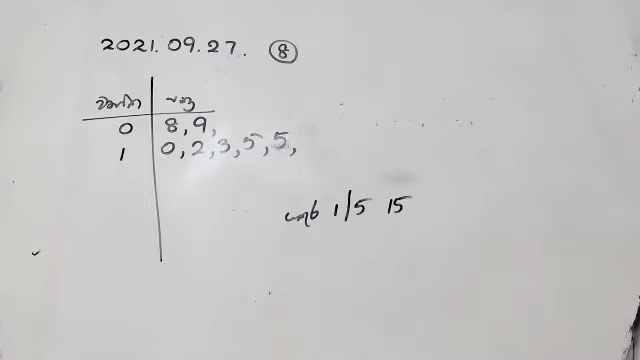 2021.09.27. 8
0 8, 9,
1 0, 2, 3, 5, 5,
1/5 15